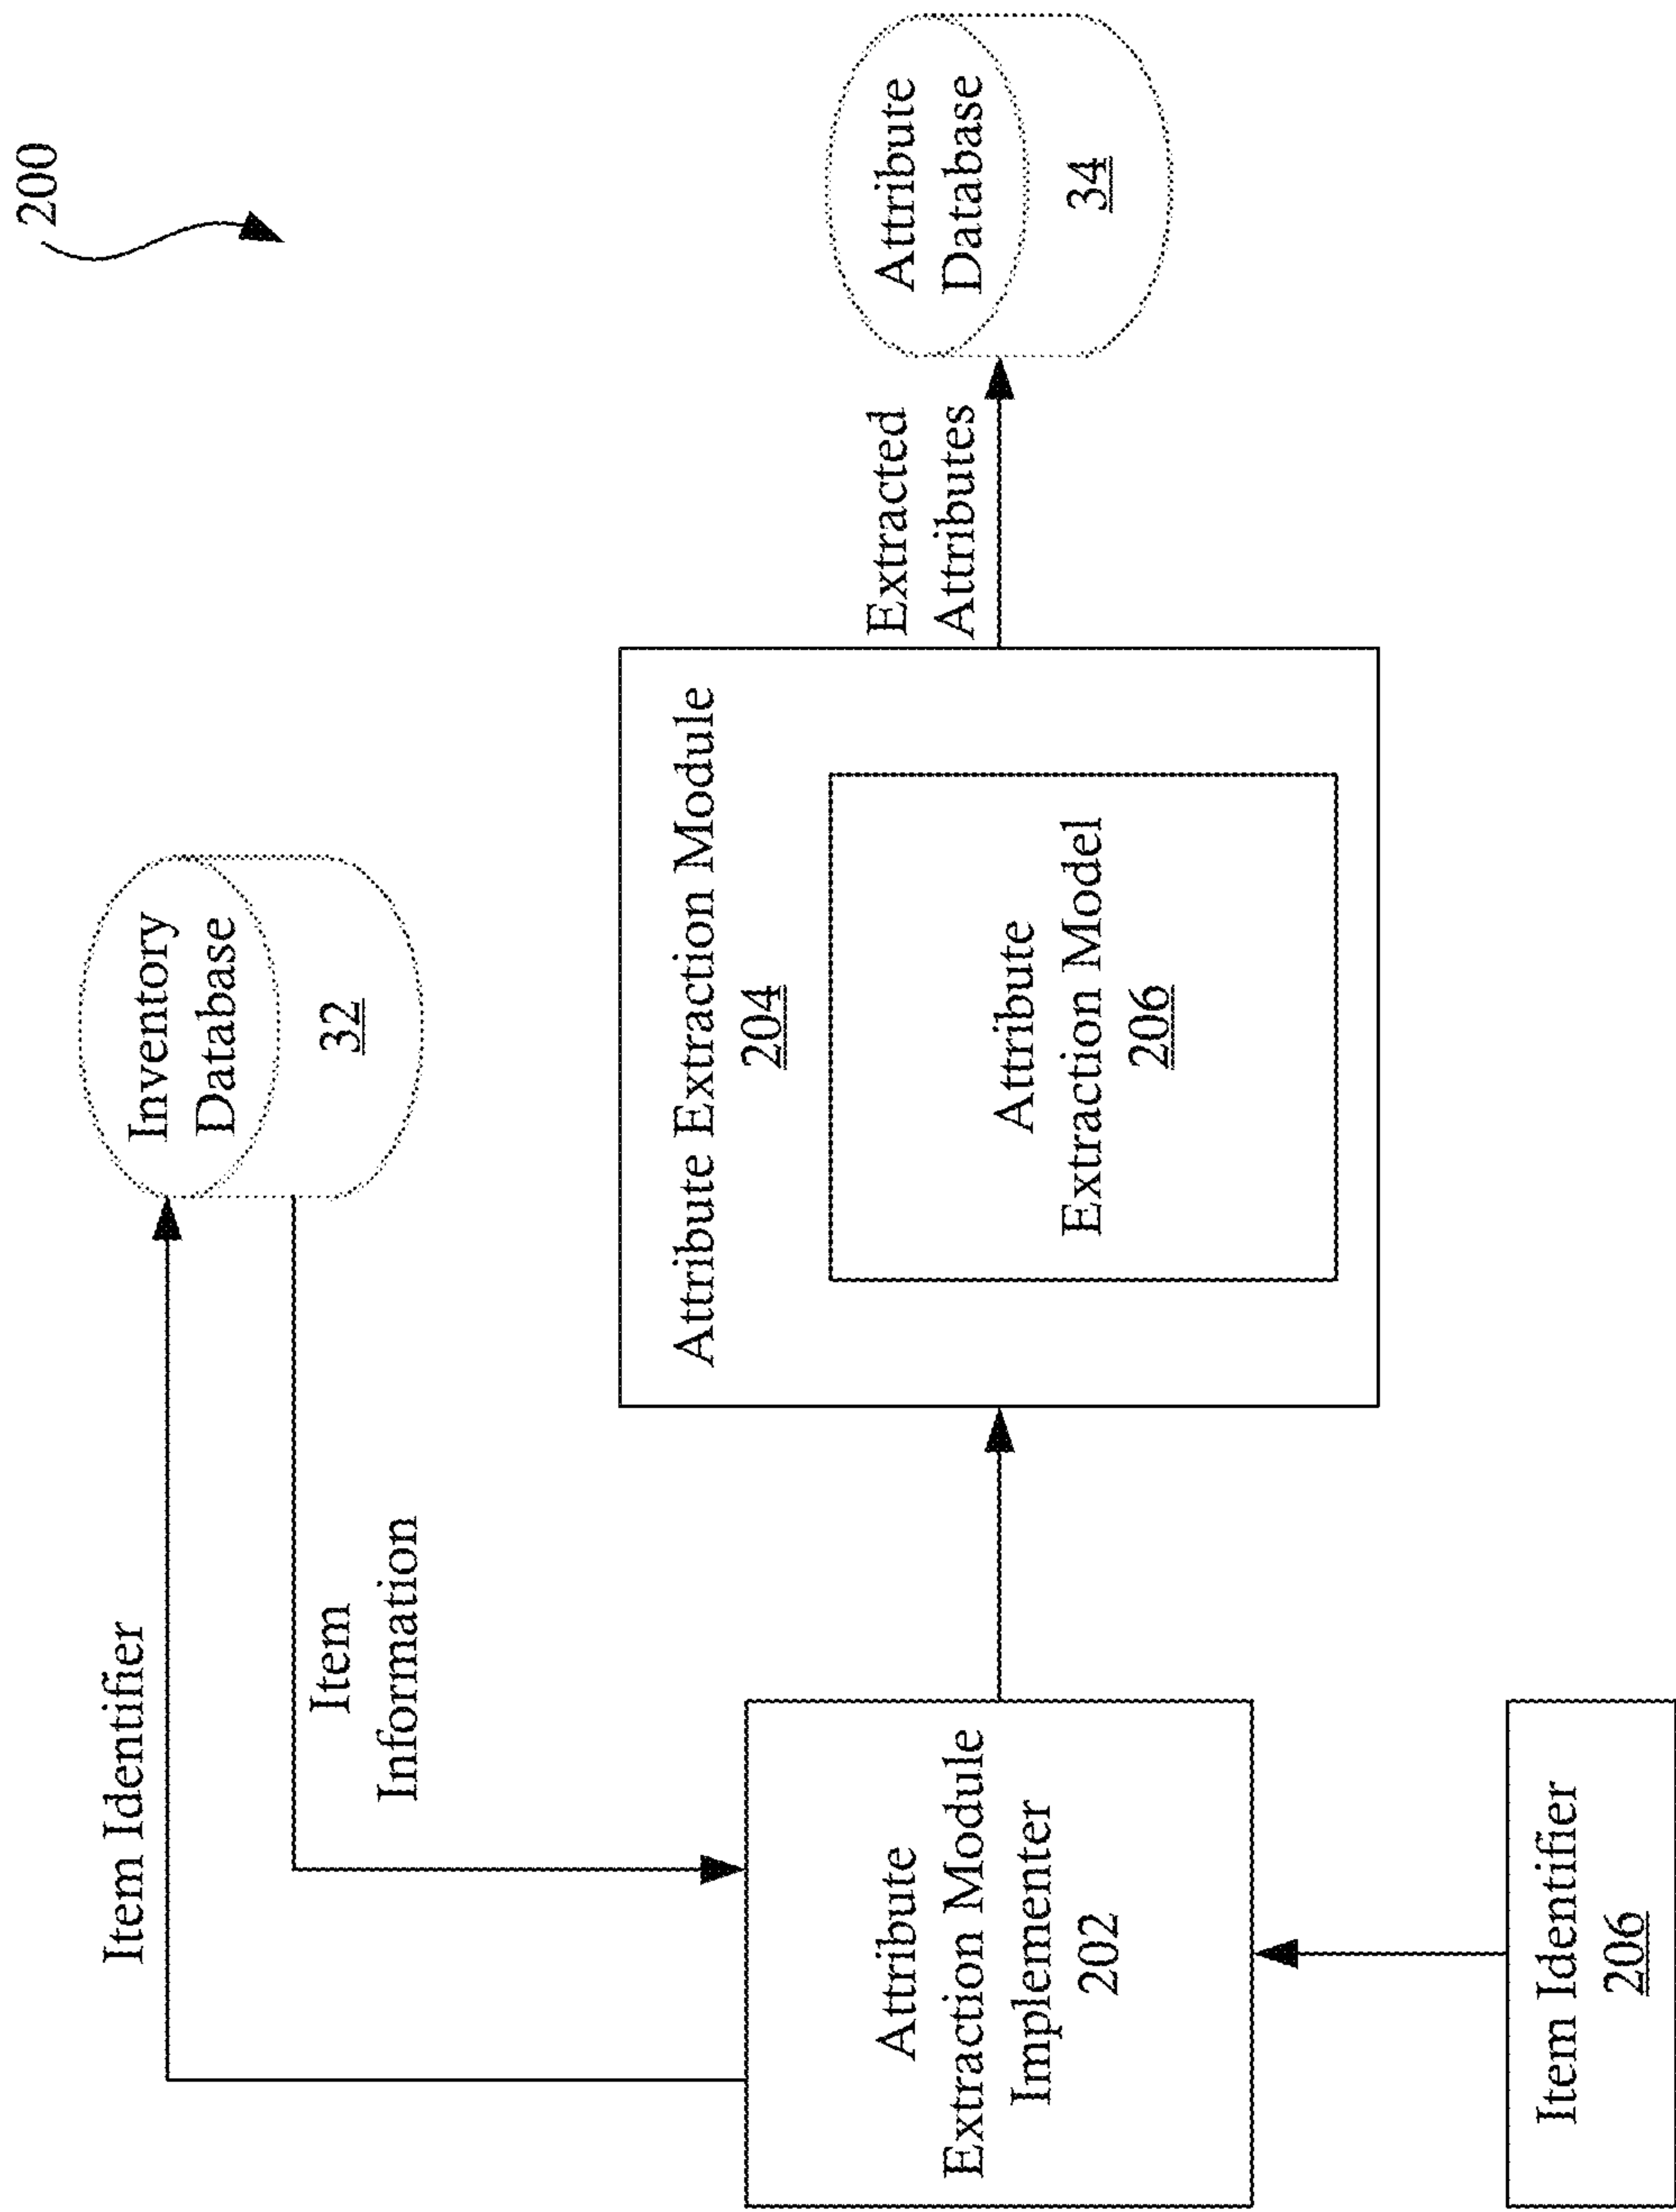 200
Item Identifier
Inventory
Database
32
Item
Information
Attribute
Extraction Module
Implementer
202
Attribute Extraction Module
204
Attribute
Extraction Model
206
Extracted
Attributes
Attribute
Database
34
Item Identifier
206